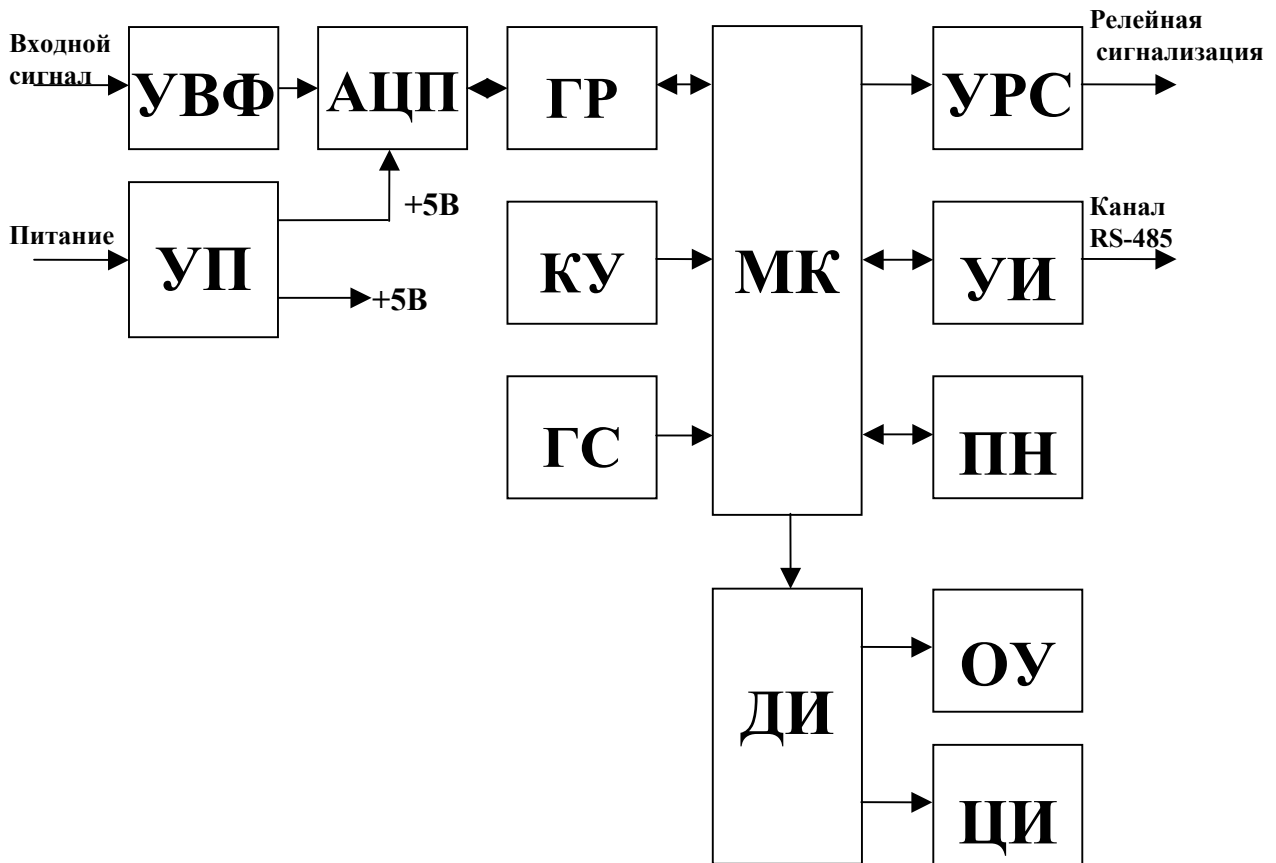 Входной
сигнал
УВФ
АЦП
ГР
УРС
Релейная
сигнализация
Питание
УП
+5В
+5В
КУ
МК
УИ
Канал
RS-485
ГС
ПН
ДИ
ОУ
ЦИ